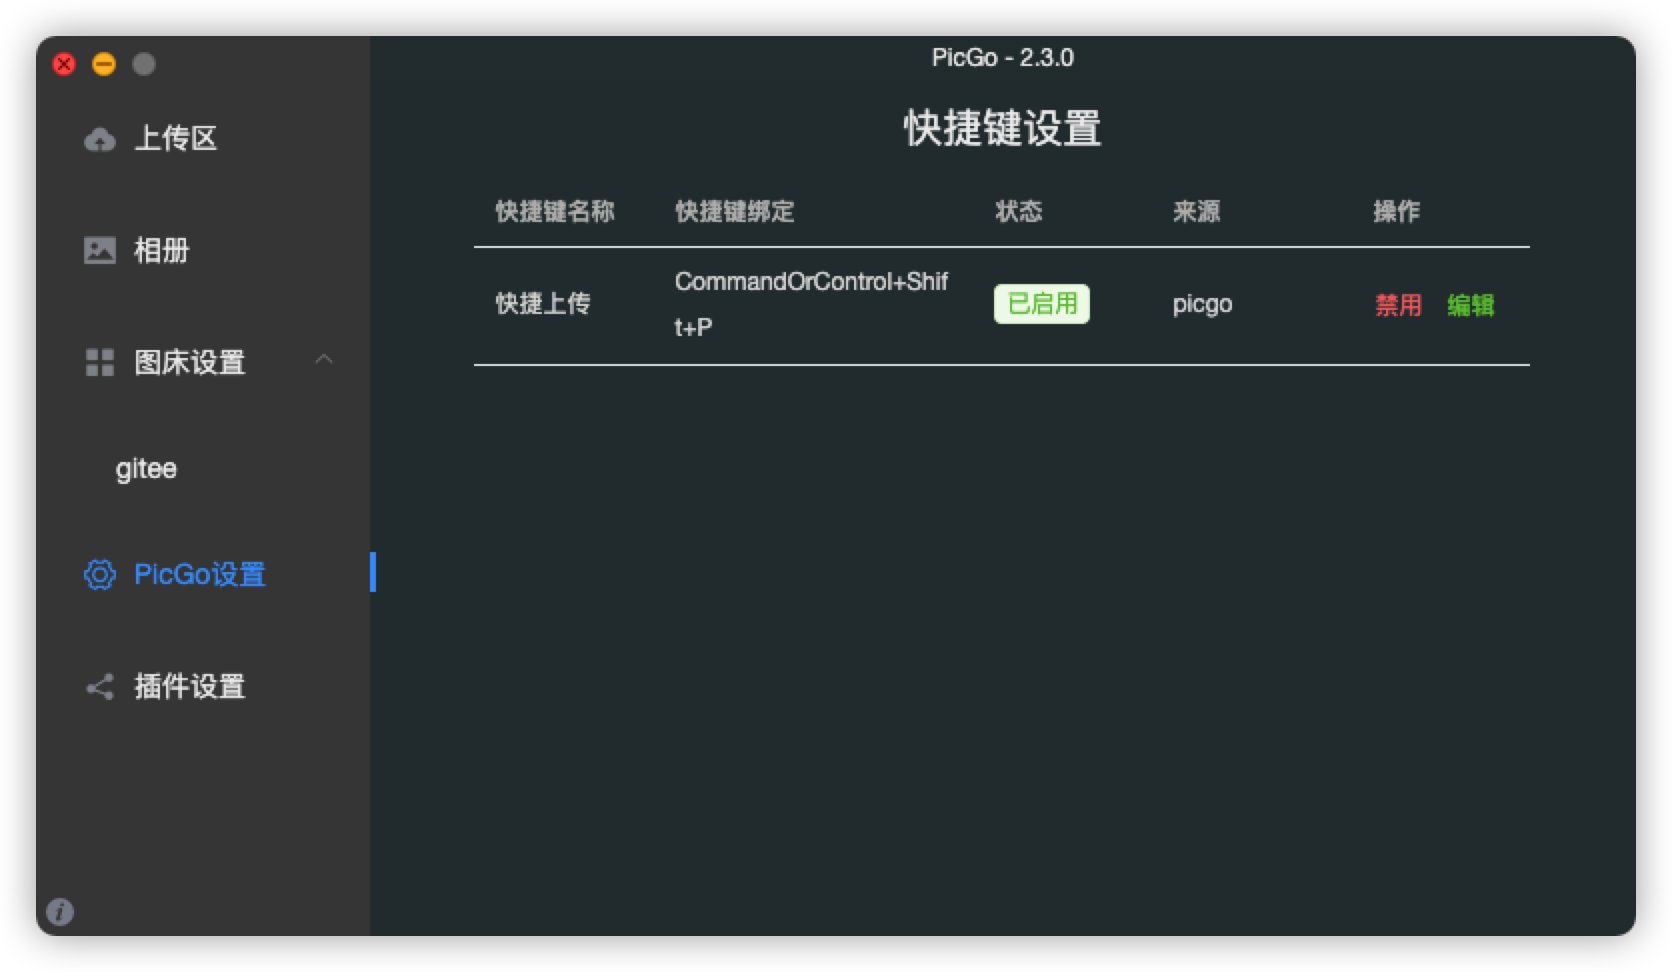 PicGo - 2.3.0
上传区
相册
图床设置
gitee
PicGo设置
插件设置
快捷键设置
快捷键名称 快捷键绑定 状态 来源 操作
快捷上传 CommandOrControl+Shif
t+P 已启用 picgo 禁用 编辑